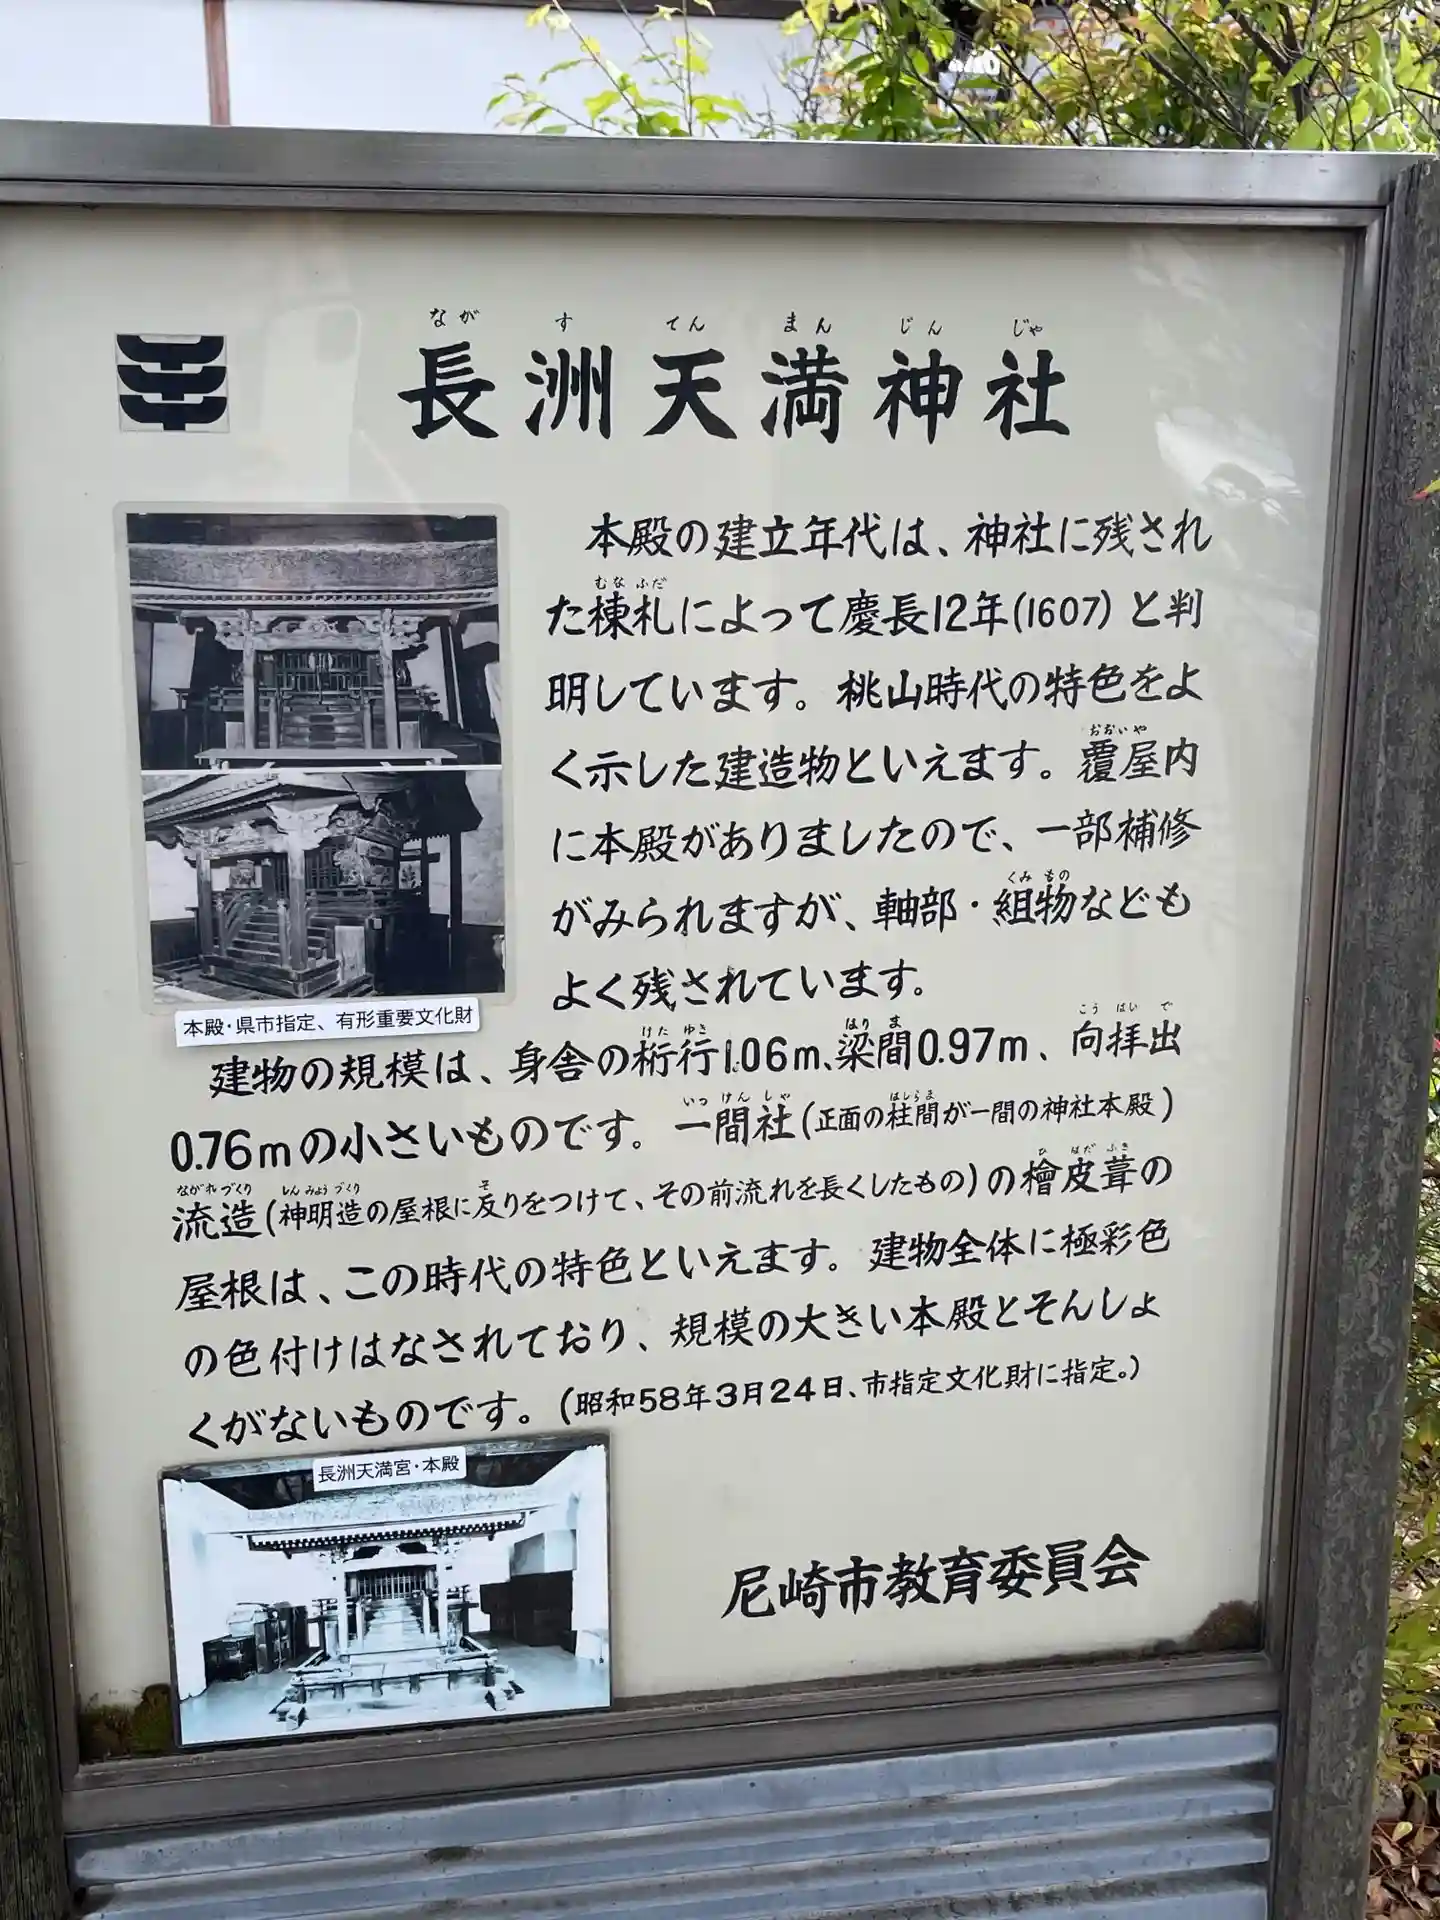 なが す てん まん じん じゃ
長洲天満神社
本殿の建立年代は、神社に残され
むな ふだ
た棟札によって慶長12年(1607)と判
明しています。桃山時代の特色をよ
おおい や
く示した建造物といえます。覆屋内
に本殿がありましたので、一部補修
くみ もの
がみられますが、軸部・組物なども
よく残されています。
本殿・県市指定、有形重要文化財
けた ゆき はり ま こう はい で
建物の規模は、身舎の桁行1.06m、梁間0.97m、向拝出
いっ けん しゃ はしらま
0.76mの小さいものです。一間社(正面の柱間が一間の神社本殿)
ながれ づくり しん みょう づくり そ ひ はだ ぶき
流造(神明造の屋根に反りをつけて、その前流れを長くしたもの)の檜皮葺の
屋根は、この時代の特色といえます。建物全体に極彩色
の色付けはなされており、規模の大きい本殿とそんしょ
くがないものです。(昭和58年3月24日、市指定文化財に指定。)
長洲天満宮・本殿
尼崎市教育委員会